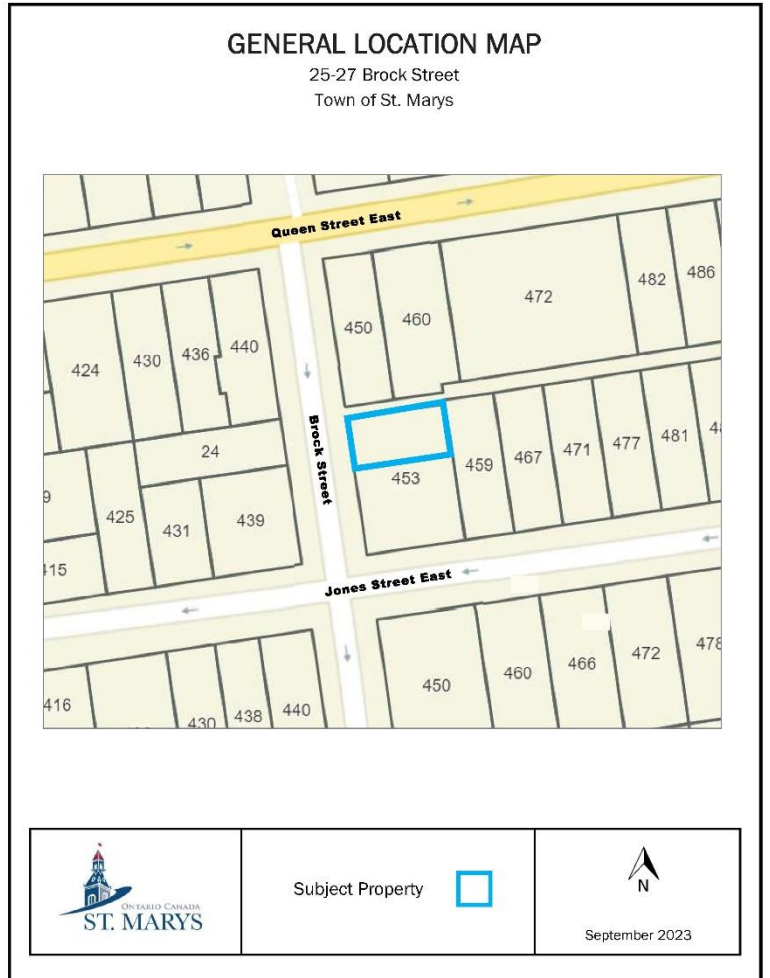 GENERAL LOCATION MAP
25-27 Brock Street
Town of St. Marys
Queen Street East
482
486
472
450
460
424
430
436
440
Brock Street
24
453
459
467
471
477
481
425
431
439
415
Jones Street East
450
460
466
472
478
416
430
438
440
ONTARIO CANADA
ST. MARYS
Subject Property
N
September 2023